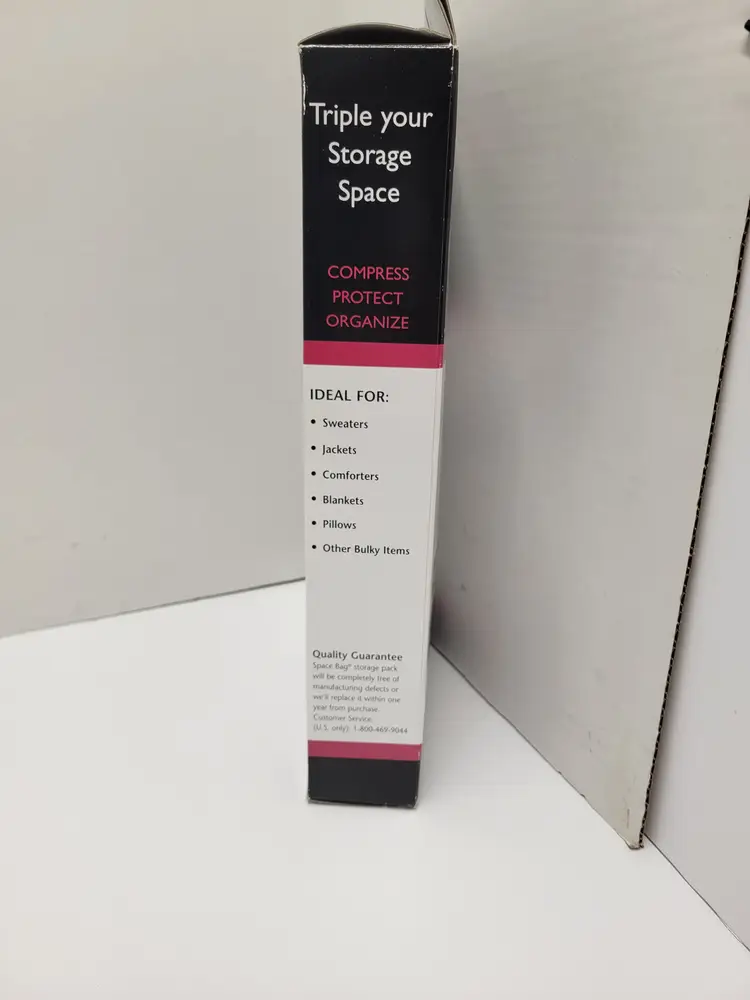 Triple your
Storage
Space
COMPRESS
PROTECT
ORGANIZE
IDEAL FOR:
• Sweaters
• Jackets
• Comforters
• Blankets
• Pillows
• Other Bulky Items
Quality Guarantee
Space Bag® storage pack
will be completely free of
manufacturing defects or
we'll replace it within one
year from purchase.
Customer Service:
(U.S. only): 1-800-469-9044